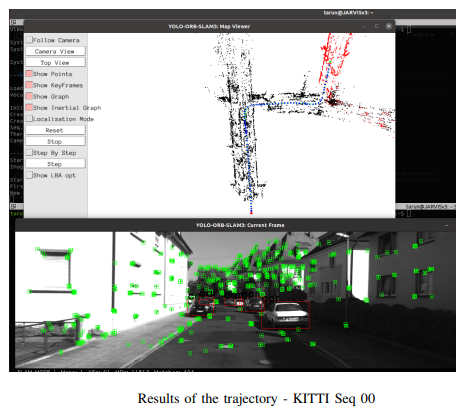 tarun@JARVISv3: ~
YOLO-ORB-SLAM3: Map Viewer
Follow Camera
Camera View
Top View
Show Points
Show KeyFrames
Show Graph
Show Inertial Graph
Localization Mode
Reset
Stop
Step By Step
Step
Show LBA opt
tarun@JARVISv3: ~
YOLO-ORB-SLAM3: Current Frame
Results of the trajectory - KITTI Seq 00